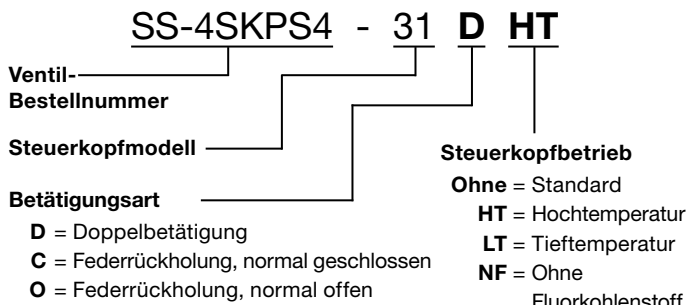 SS-4SKPS4 - 31 D HT
Ventil-
Bestellnummer
Steuerkopfmodell
Betätigungsart
D = Doppelbetätigung
C = Federrückholung, normal geschlossen
O = Federrückholung, normal offen
Steuerkopfbetrieb
Ohne = Standard
HT = Hochtemperatur
LT = Tieftemperatur
NF = Ohne
Fluorkohlenstoff